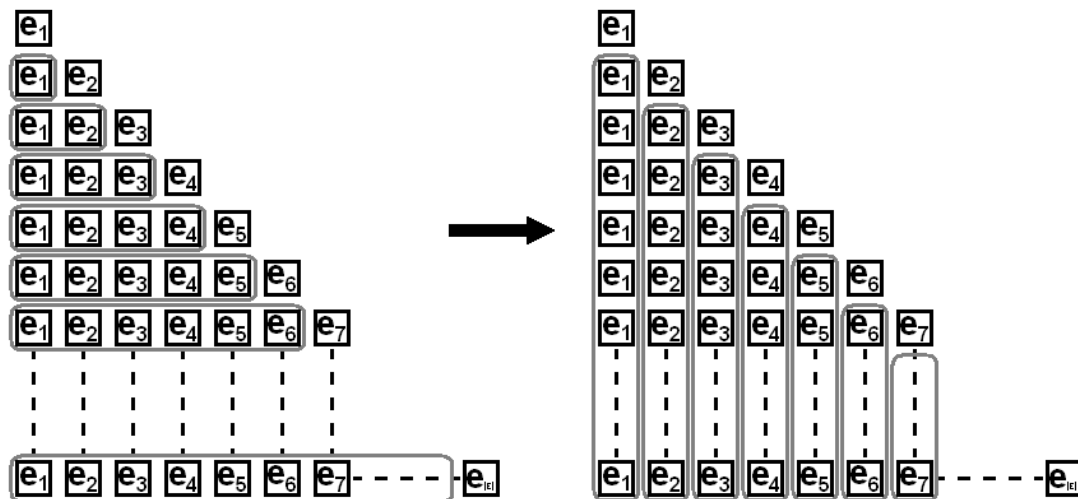 e₁ e₁
e₁ e₂ e₁ e₂
e₁ e₂ e₃ e₁ e₂ e₃
e₁ e₂ e₃ e₄ e₁ e₂ e₃ e₄
e₁ e₂ e₃ e₄ e₅ e₁ e₂ e₃ e₄ e₅
e₁ e₂ e₃ e₄ e₅ e₆ e₁ e₂ e₃ e₄ e₅ e₆
e₁ e₂ e₃ e₄ e₅ e₆ e₇ e₁ e₂ e₃ e₄ e₅ e₆ e₇
e₁ e₂ e₃ e₄ e₅ e₆ e₇ e|E| e₁ e₂ e₃ e₄ e₅ e₆ e₇ e|E|